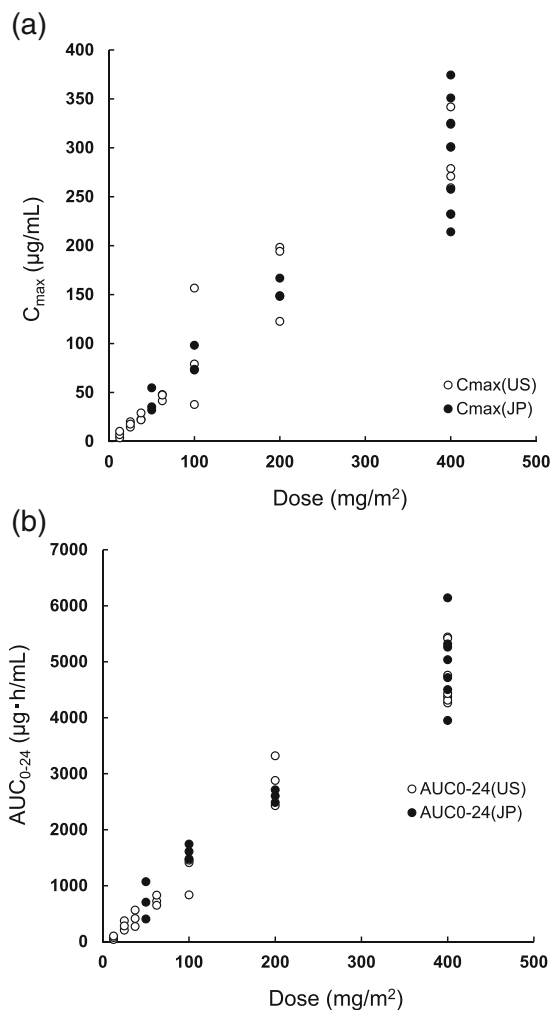 (a)
400
350
300
250
200
150
100
50
0
C_max (µg/mL)
0 100 200 300 400 500
Dose (mg/m²)
Cmax(US)
Cmax(JP)
(b)
7000
6000
5000
4000
3000
2000
1000
0
AUC_0-24 (µg・h/mL)
0 100 200 300 400 500
Dose (mg/m²)
AUC0-24(US)
AUC0-24(JP)